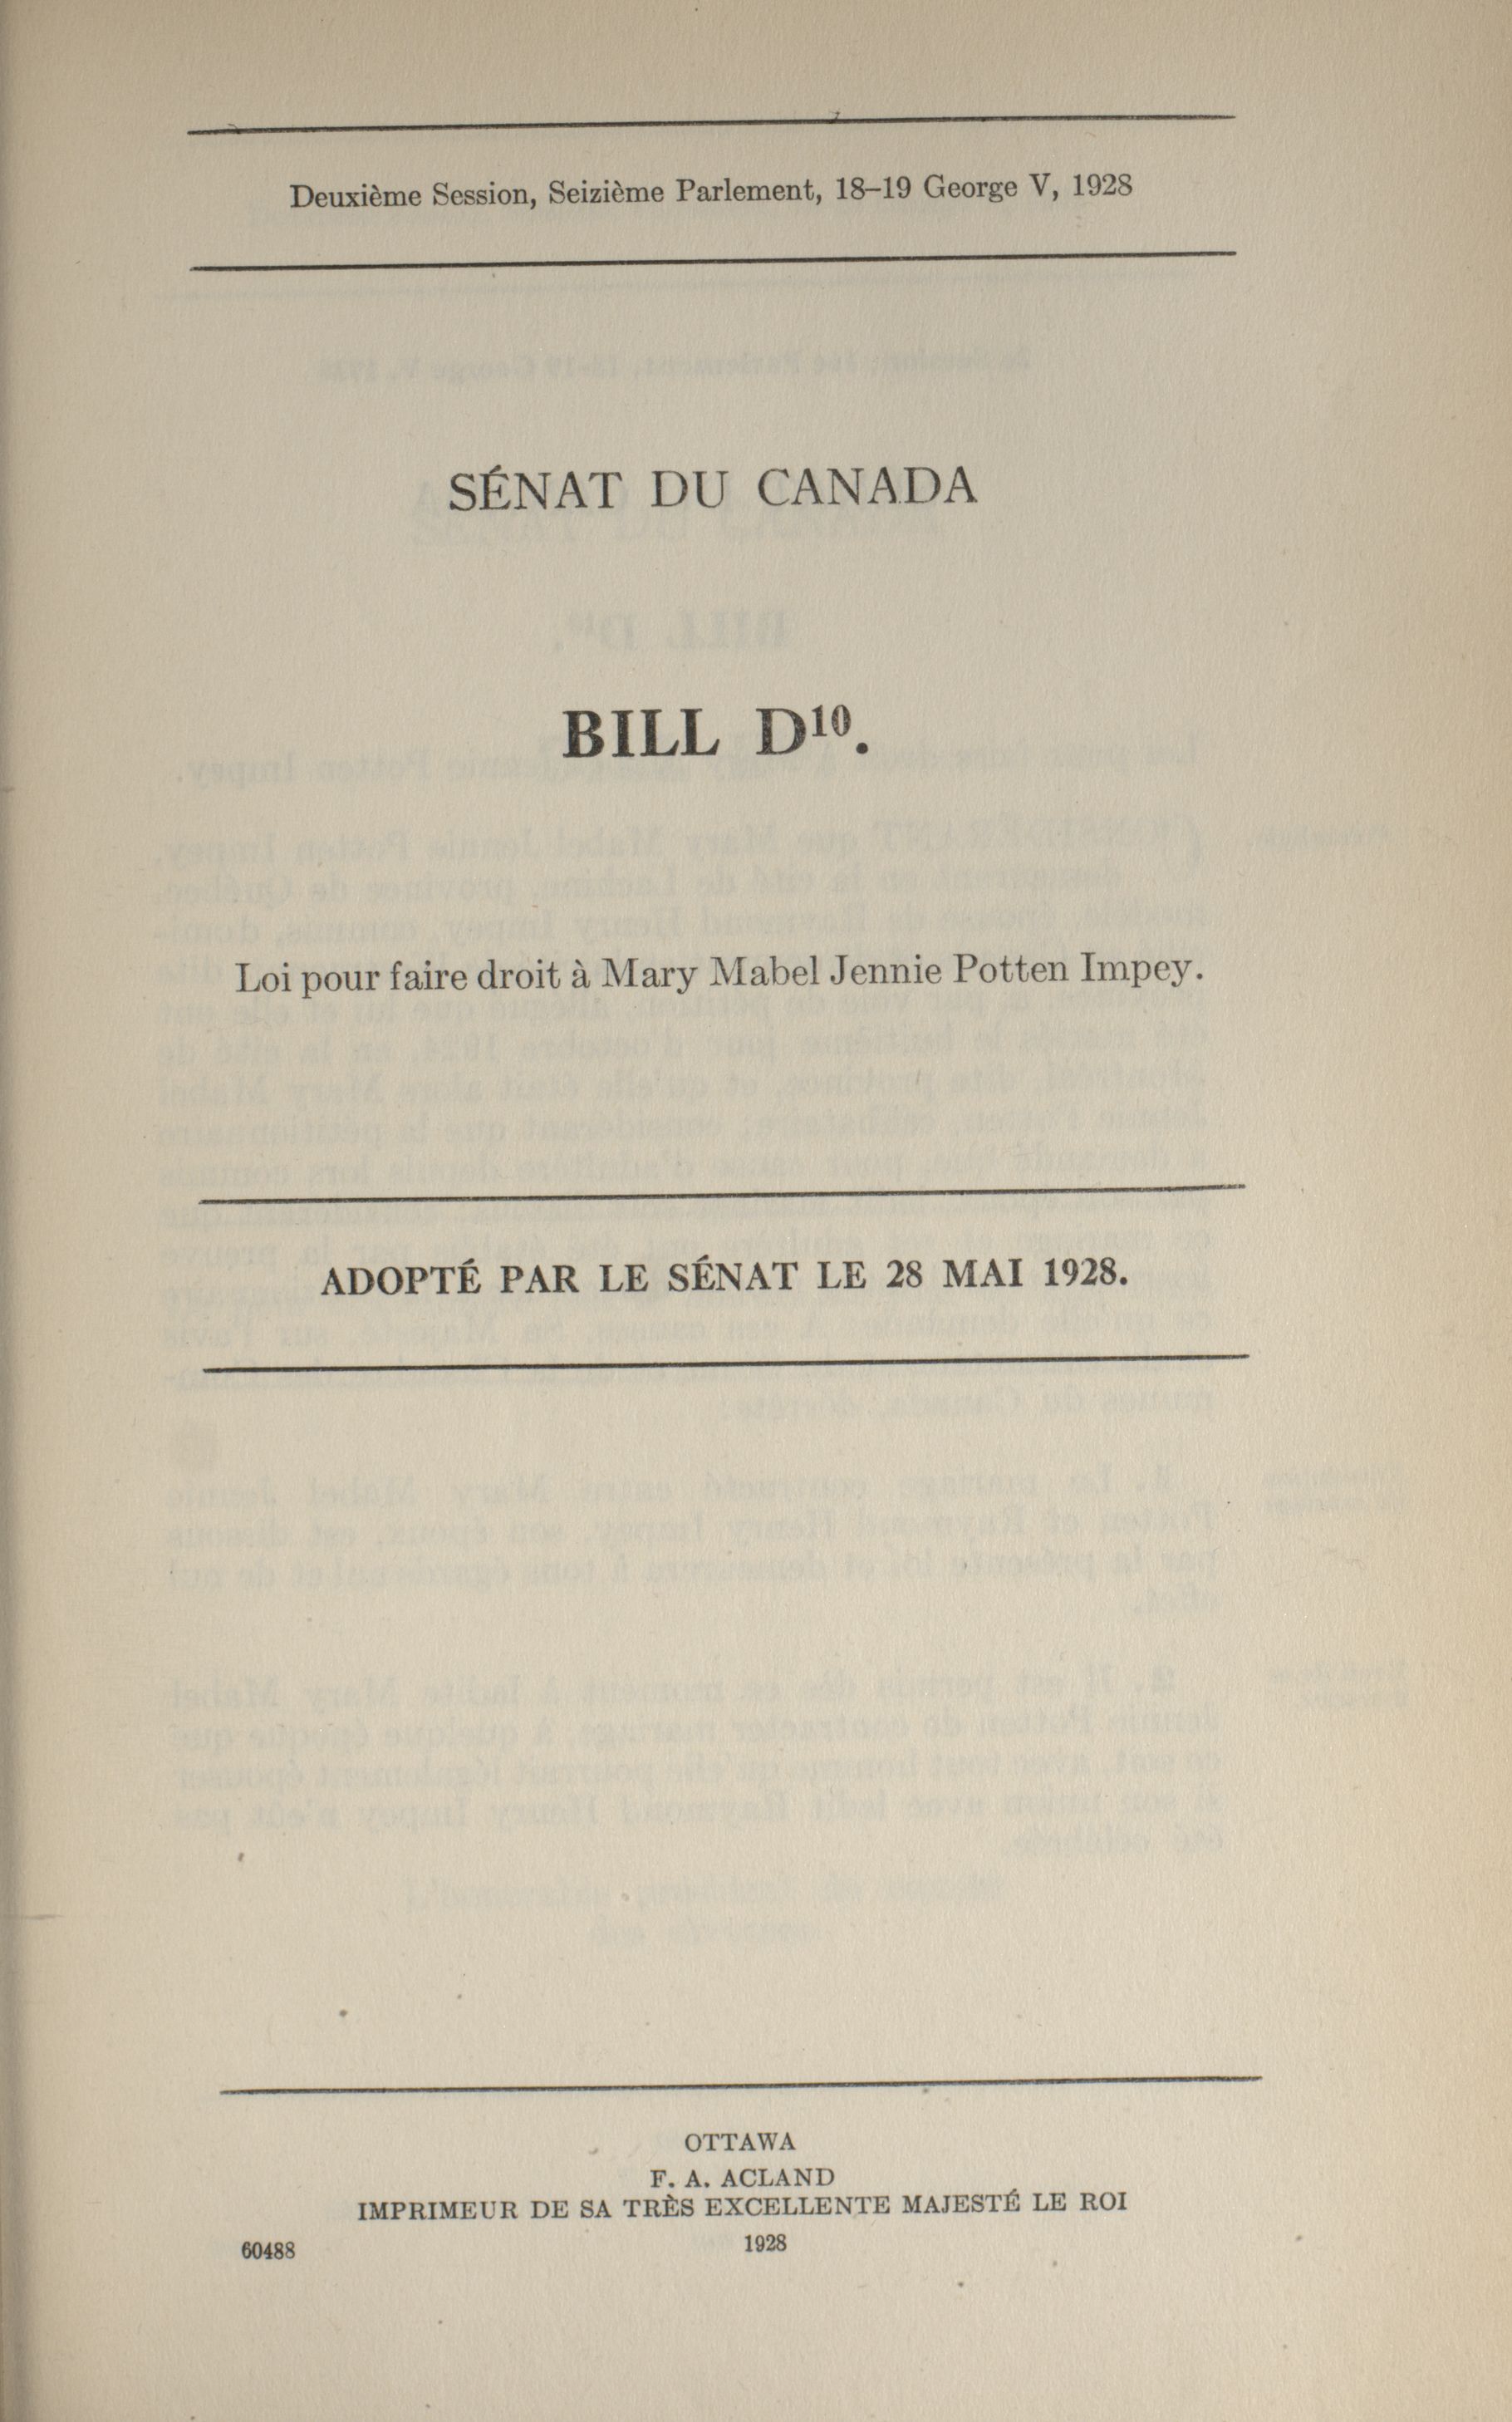 Deuxième Session, Seizième Parlement, 18–19 George V, 1928
SÉNAT DU CANADA
BILL D¹⁰.
Loi pour faire droit à Mary Mabel Jennie Potten Impey.
ADOPTÉ PAR LE SÉNAT LE 28 MAI 1928.
OTTAWA
F. A. ACLAND
IMPRIMEUR DE SA TRÈS EXCELLENTE MAJESTÉ LE ROI
1928
60488